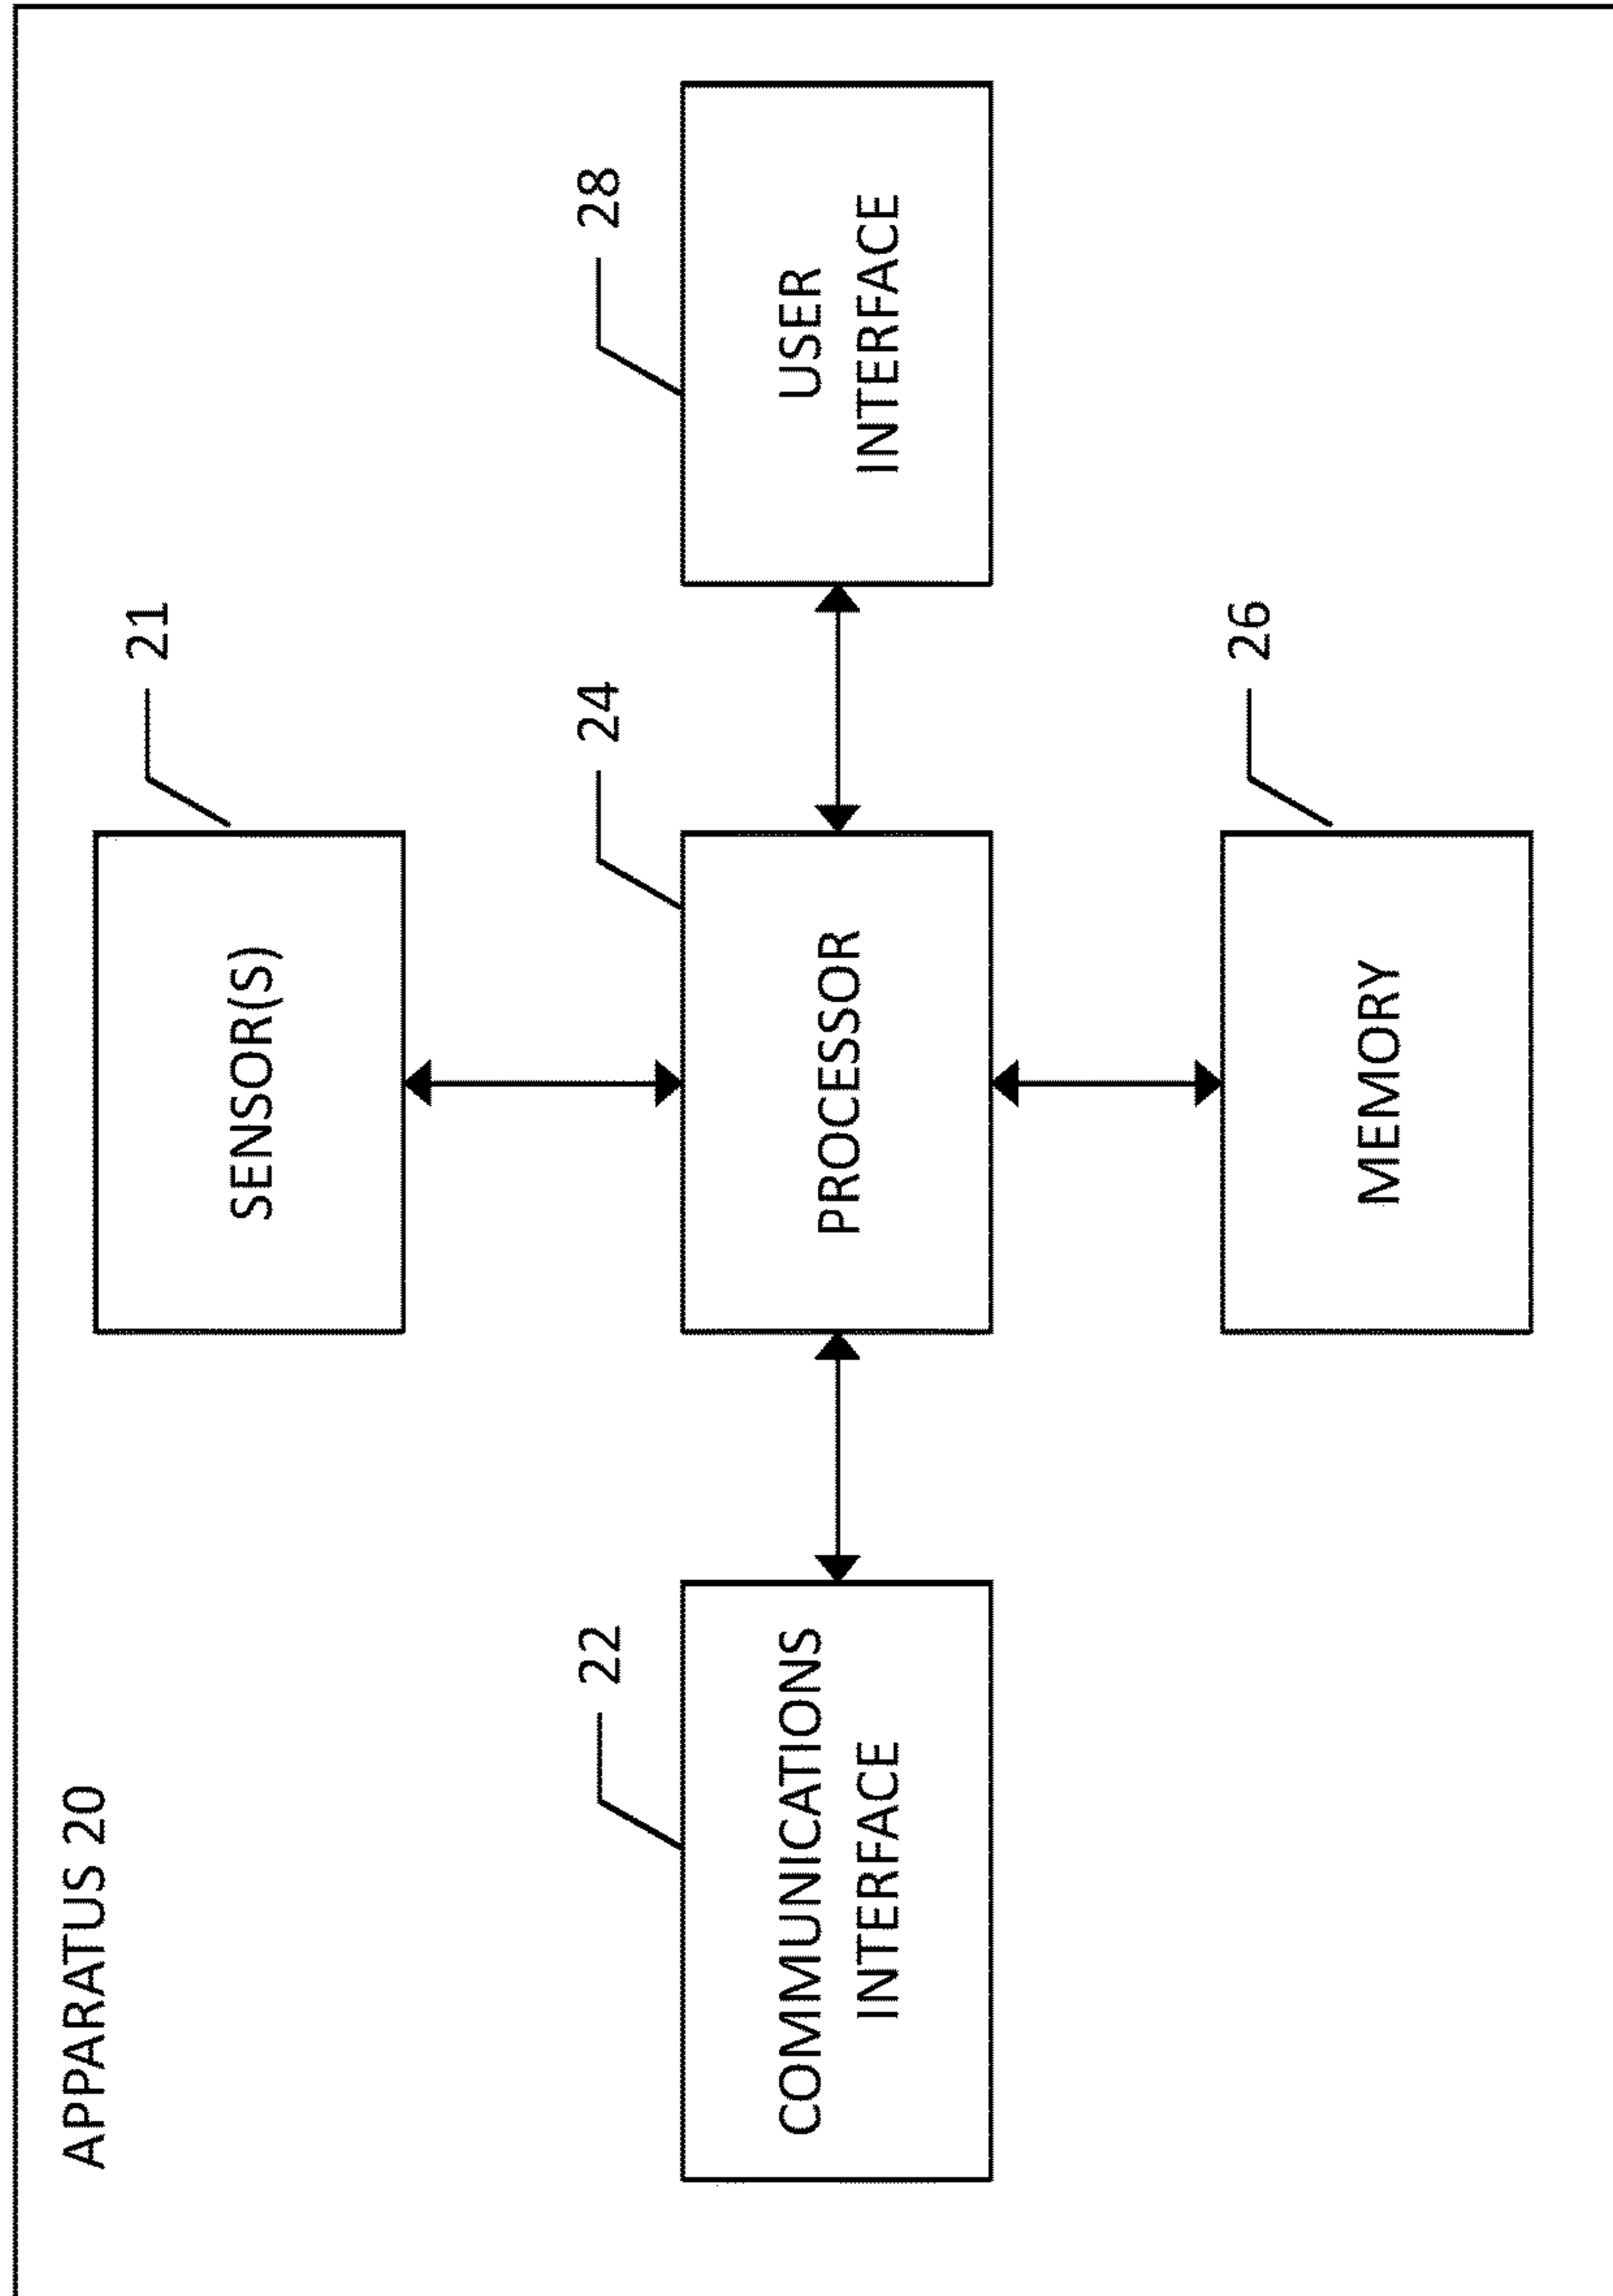 APPARATUS 20
21
SENSOR(S)
22
COMMUNICATIONS
INTERFACE
24
PROCESSOR
28
USER
INTERFACE
26
MEMORY